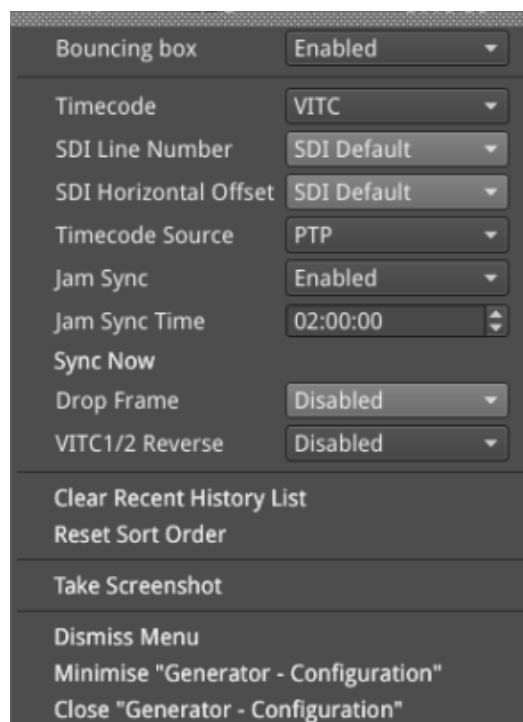 Bouncing box Enabled
Timecode VITC
SDI Line Number SDI Default
SDI Horizontal Offset SDI Default
Timecode Source PTP
Jam Sync Enabled
Jam Sync Time 02:00:00
Sync Now
Drop Frame Disabled
VITC1/2 Reverse Disabled
Clear Recent History List
Reset Sort Order
Take Screenshot
Dismiss Menu
Minimise "Generator - Configuration"
Close "Generator - Configuration"